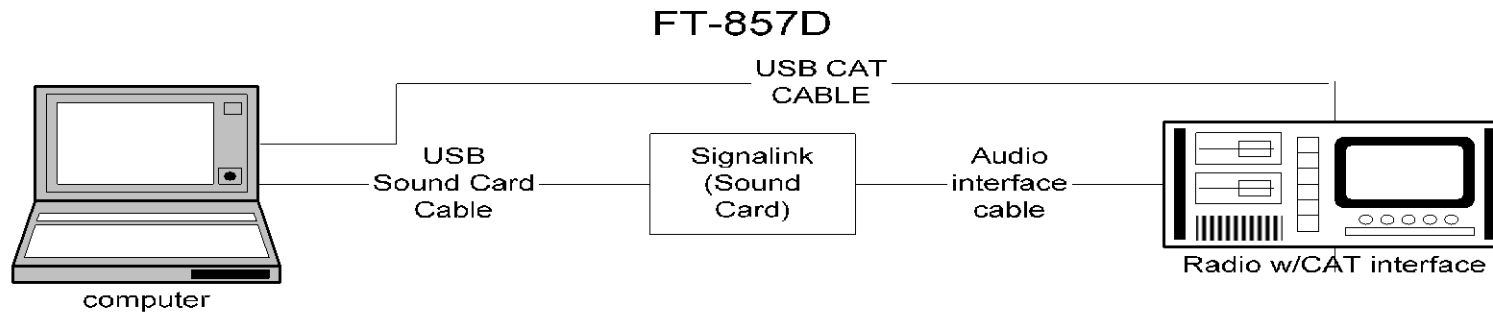 FT-857D
USB CAT
CABLE
USB
Sound Card
Cable
Signalink
(Sound
Card)
Audio
interface
cable
Radio w/CAT interface
computer